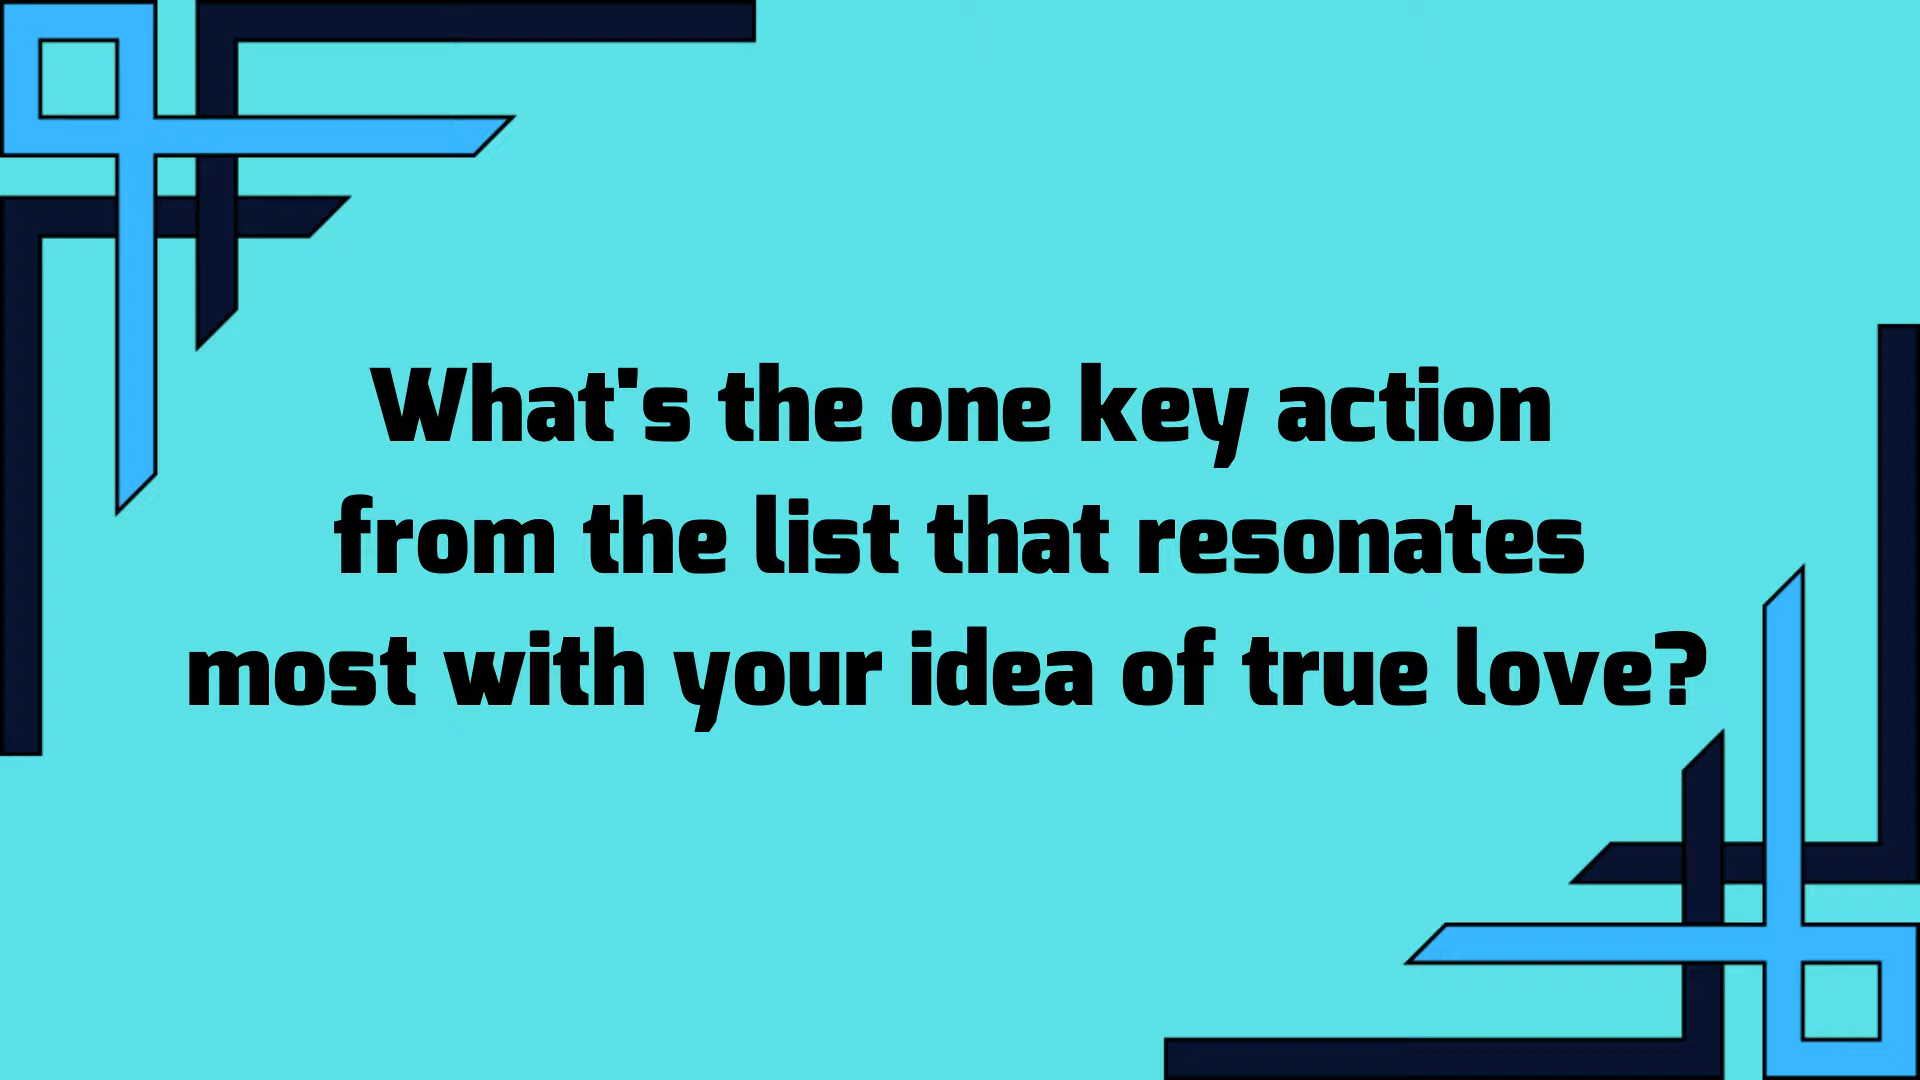 What's the one key action
from the list that resonates
most with your idea of true love?